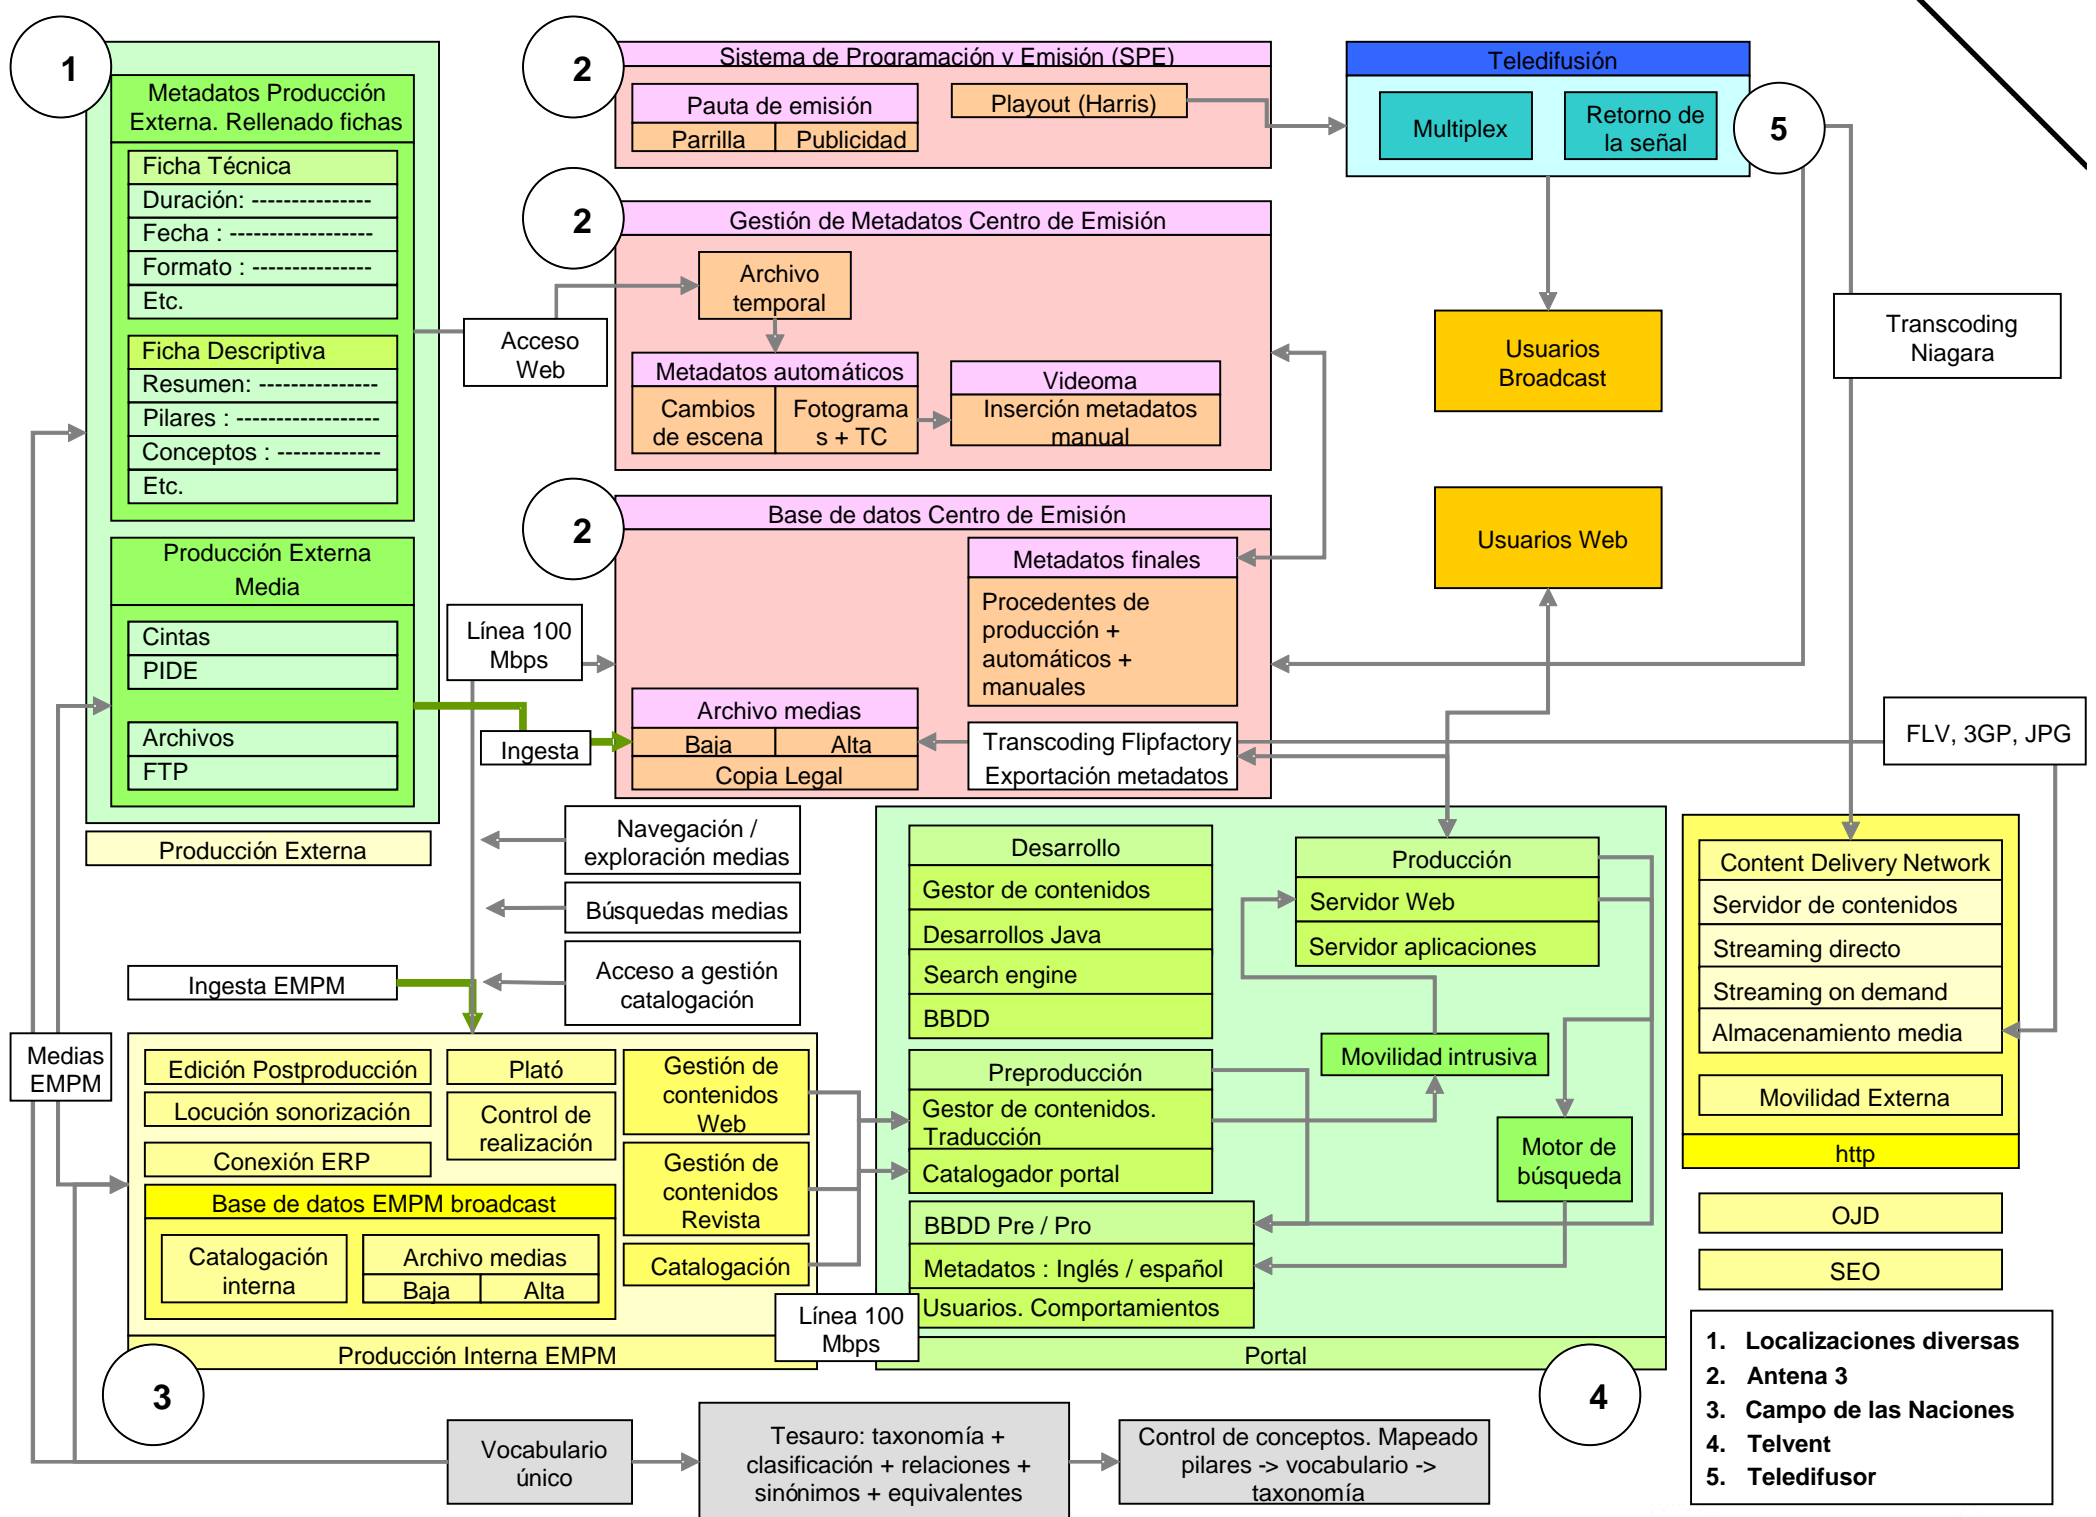 1
Metadatos Producción
Externa. Rellenado fichas
Ficha Técnica
Duración: ---------------
Fecha : ------------------
Formato : ---------------
Etc.
Ficha Descriptiva
Resumen: ---------------
Pilares : ------------------
Conceptos : -------------
Etc.
Producción Externa
Media
Cintas
PIDE
Archivos
FTP
Producción Externa
Acceso
Web
Línea 100
Mbps
Ingesta
2
Sistema de Programación y Emisión (SPE)
Pauta de emisión
Parrilla
Publicidad
Playout (Harris)
2
Gestión de Metadatos Centro de Emisión
Archivo
temporal
Metadatos automáticos
Cambios
de escena
Fotograma
s + TC
Videoma
Inserción metadatos
manual
2
Base de datos Centro de Emisión
Metadatos finales
Procedentes de
producción +
automáticos +
manuales
Archivo medias
Baja
Alta
Copia Legal
Transcoding Flipfactory
Exportación metadatos
Teledifusión
Multiplex
Retorno de
la señal
5
Usuarios
Broadcast
Usuarios Web
Transcoding
Niagara
FLV, 3GP, JPG
Navegación /
exploración medias
Búsquedas medias
Acceso a gestión
catalogación
Ingesta EMPM
Medias
EMPM
Edición Postproducción
Locución sonorización
Conexión ERP
Plató
Control de
realización
Gestión de
contenidos
Web
Gestión de
contenidos
Revista
Catalogación
Base de datos EMPM broadcast
Catalogación
interna
Archivo medias
Baja
Alta
Producción Interna EMPM
3
Línea 100
Mbps
Desarrollo
Gestor de contenidos
Desarrollos Java
Search engine
BBDD
Preproducción
Gestor de contenidos.
Traducción
Catalogador portal
BBDD Pre / Pro
Metadatos : Inglés / español
Usuarios. Comportamientos
Producción
Servidor Web
Servidor aplicaciones
Movilidad intrusiva
Motor de
búsqueda
Portal
4
Content Delivery Network
Servidor de contenidos
Streaming directo
Streaming on demand
Almacenamiento media
Movilidad Externa
http
OJD
SEO
1. Localizaciones diversas
2. Antena 3
3. Campo de las Naciones
4. Telvent
5. Teledifusor
Vocabulario
único
Tesauro: taxonomía +
clasificación + relaciones +
sinónimos + equivalentes
Control de conceptos. Mapeado
pilares -> vocabulario ->
taxonomía